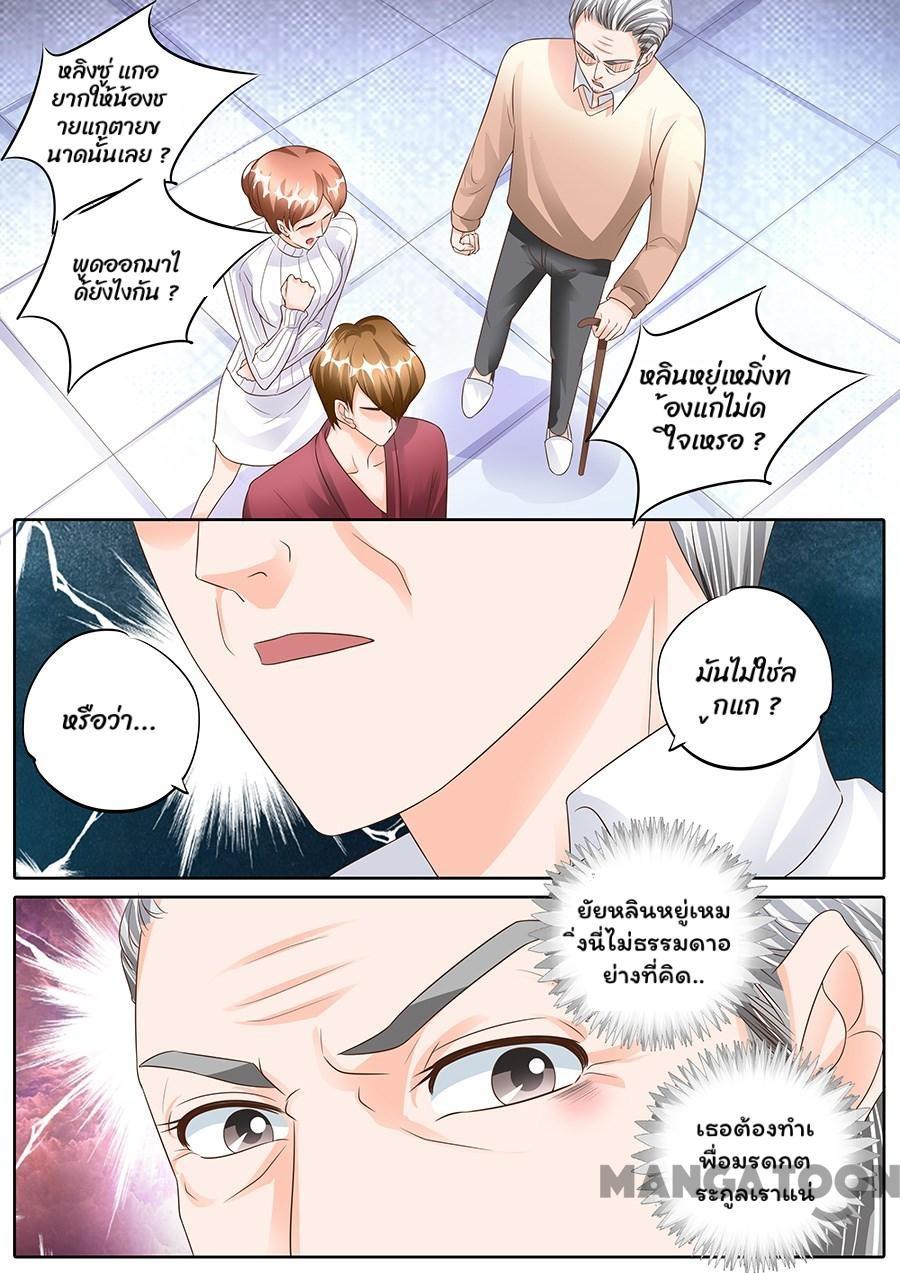 หลิงซู่ แกอ
ยากให้น้องช
ายแกตายข
นาดนั้นเลย ?
พูดออกมาไ
ด้ยังไงกัน ?
หลินหยู่เหมิ่งท
้องแกไม่ด
ีใจเหรอ ?
หรือว่า...
มันไม่ใช่ล
ูกแก ?
ยัยหลินหยู่เหม
ิ่งนี่ไม่ธรรมดาอ
ย่างที่คิด..
เธอต้องทำเ
พื่อมรดกต
ระกูลเราแน่
MANGATOON